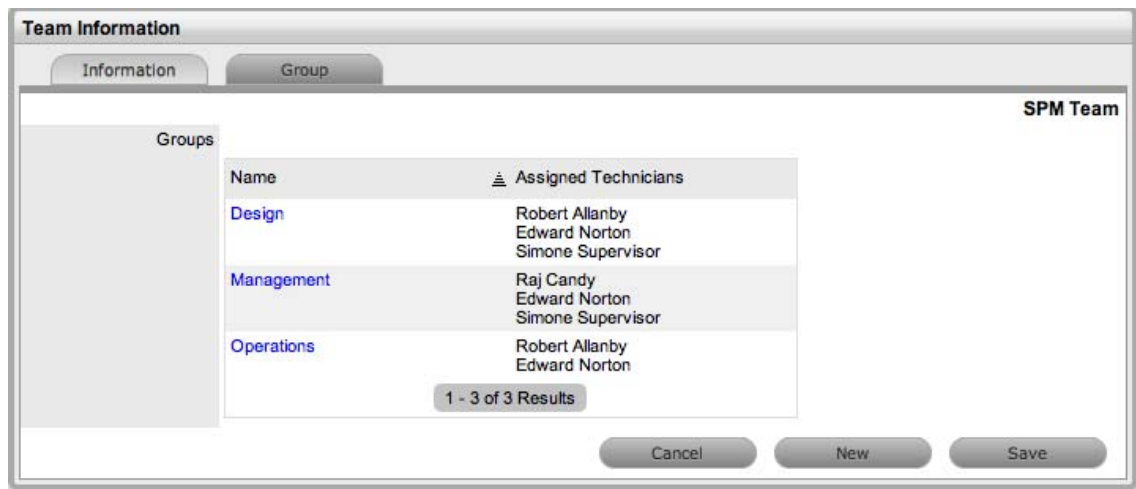 Team Information
Information Group
SPM Team
Groups
Name Assigned Technicians
Design Robert Allanby
Edward Norton
Simone Supervisor
Management Raj Candy
Edward Norton
Simone Supervisor
Operations Robert Allanby
Edward Norton
1 - 3 of 3 Results
Cancel New Save